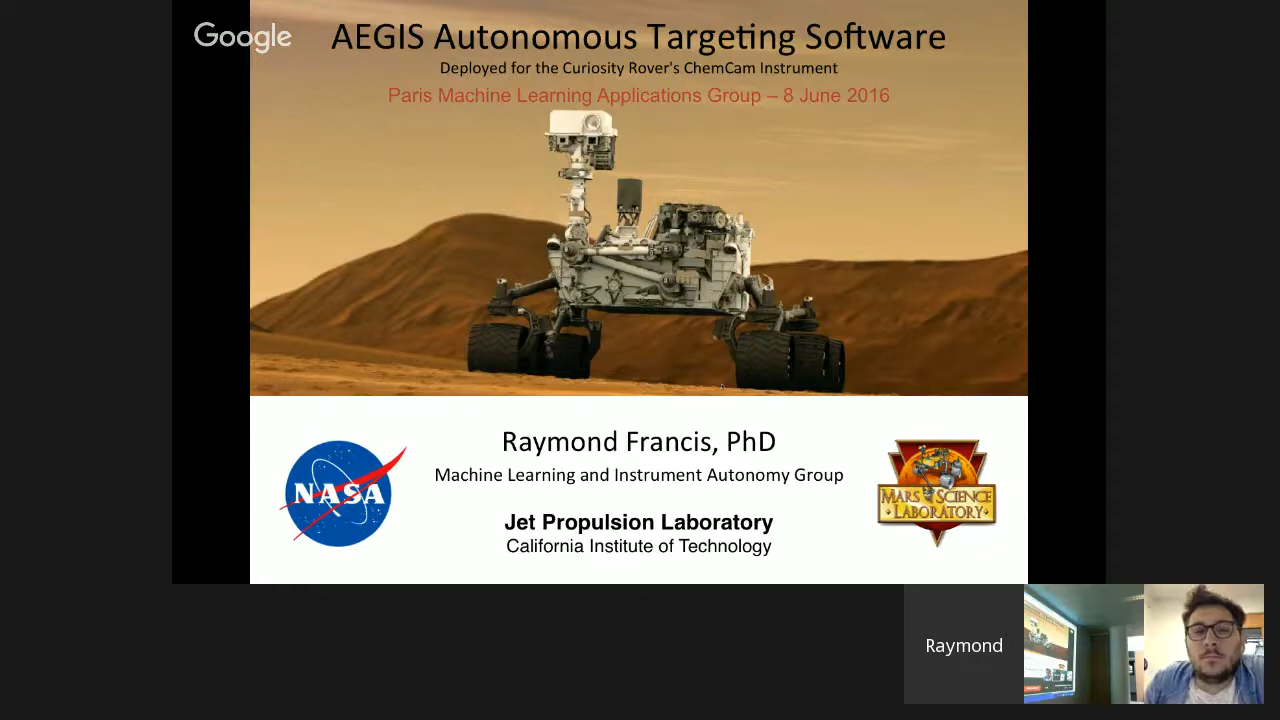 Google
AEGIS Autonomous Targeting Software
Deployed for the Curiosity Rover's ChemCam Instrument
Paris Machine Learning Applications Group – 8 June 2016
Raymond Francis, PhD
Machine Learning and Instrument Autonomy Group
Jet Propulsion Laboratory
California Institute of Technology
NASA
MARS SCIENCE
LABORATORY
Raymond